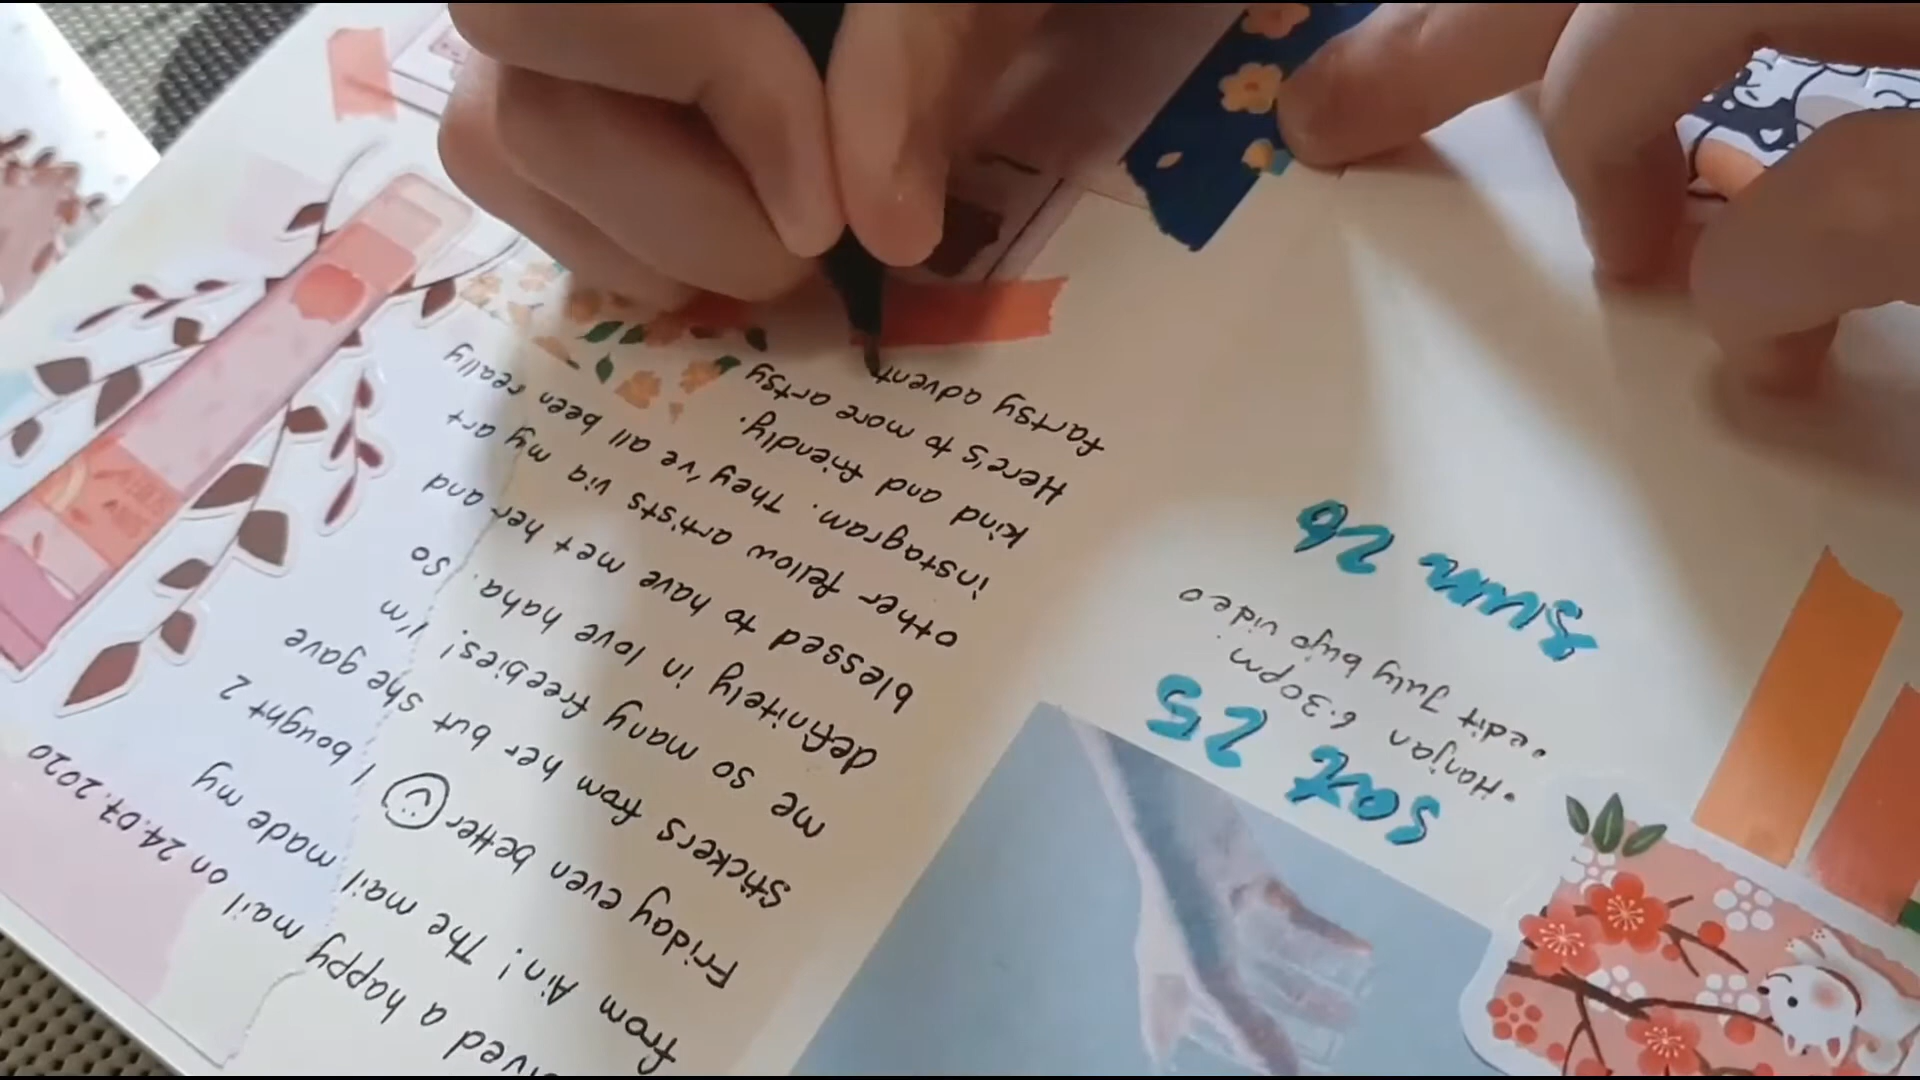 ived a happy mail on 24.07.2020
from Ain! The mail made my
Friday even better I bought 2
stickers from her but she gave
me so many freebies! I'm
definitely in love haha. So
blessed to have met her and
other fellow artists via my art
instagram. They've all been really
kind and friendly.
Here's to more artsy
fartsy advent
Sat 25
• Hanjan 6.30pm
• edit July bujo video
Sun 26